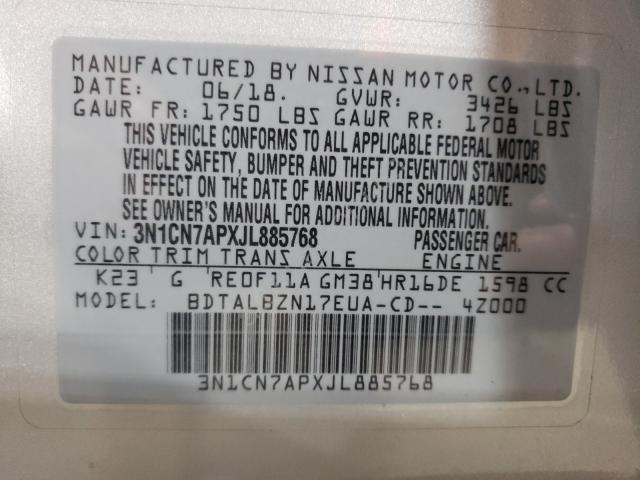 MANUFACTURED BY NISSAN MOTOR CO.,LTD.
DATE: 06/18. GVWR: 3426 LBS
GAWR FR: 1750 LBS GAWR RR: 1708 LBS
THIS VEHICLE CONFORMS TO ALL APPLICABLE FEDERAL MOTOR
VEHICLE SAFETY, BUMPER AND THEFT PREVENTION STANDARDS
IN EFFECT ON THE DATE OF MANUFACTURE SHOWN ABOVE.
SEE OWNER'S MANUAL FOR ADDITIONAL INFORMATION.
VIN: 3N1CN7APXJL885768 PASSENGER CAR.
COLOR TRIM TRANS AXLE ENGINE
K23 G RE0F11A GM38 HR16DE 1598 CC
MODEL: BDTALBZN17EUA-CD-- 4Z000
3N1CN7APXJL885768